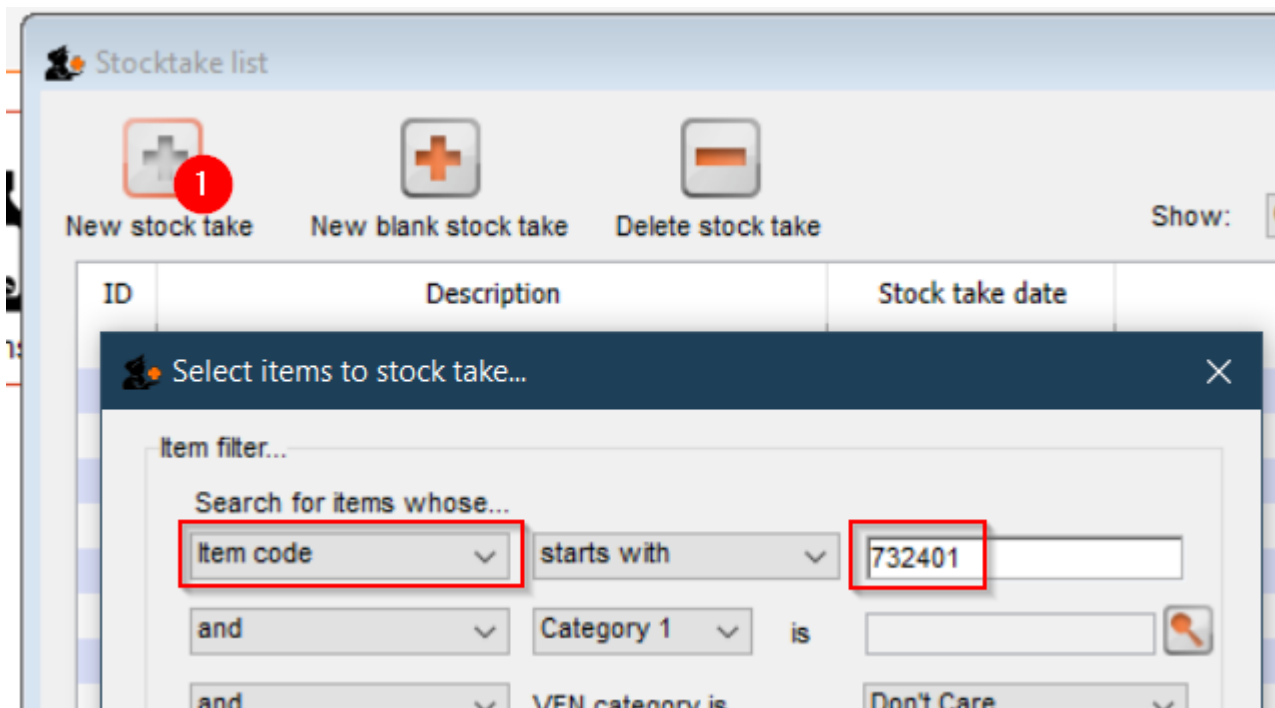 Stocktake list
1
New stock take New blank stock take Delete stock take Show:
ID Description Stock take date
Select items to stock take...
Item filter...
Search for items whose...
Item code starts with 732401
and Category 1 is
and VEN category is Don't Care